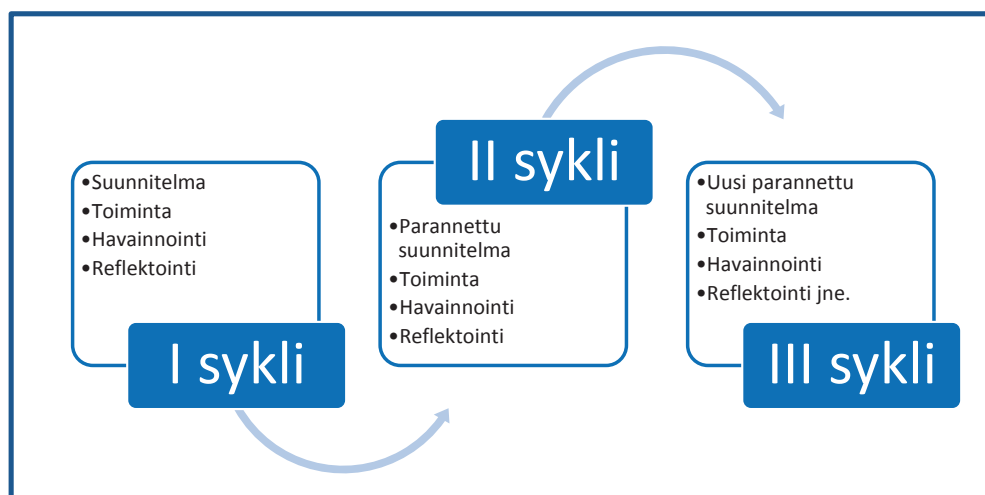 •Suunnitelma
•Toiminta
•Havainnointi
•Reflektointi
I sykli
II sykli
•Parannettu
suunnitelma
•Toiminta
•Havainnointi
•Reflektointi
•Uusi parannettu
suunnitelma
•Toiminta
•Havainnointi
•Reflektointi jne.
III sykli